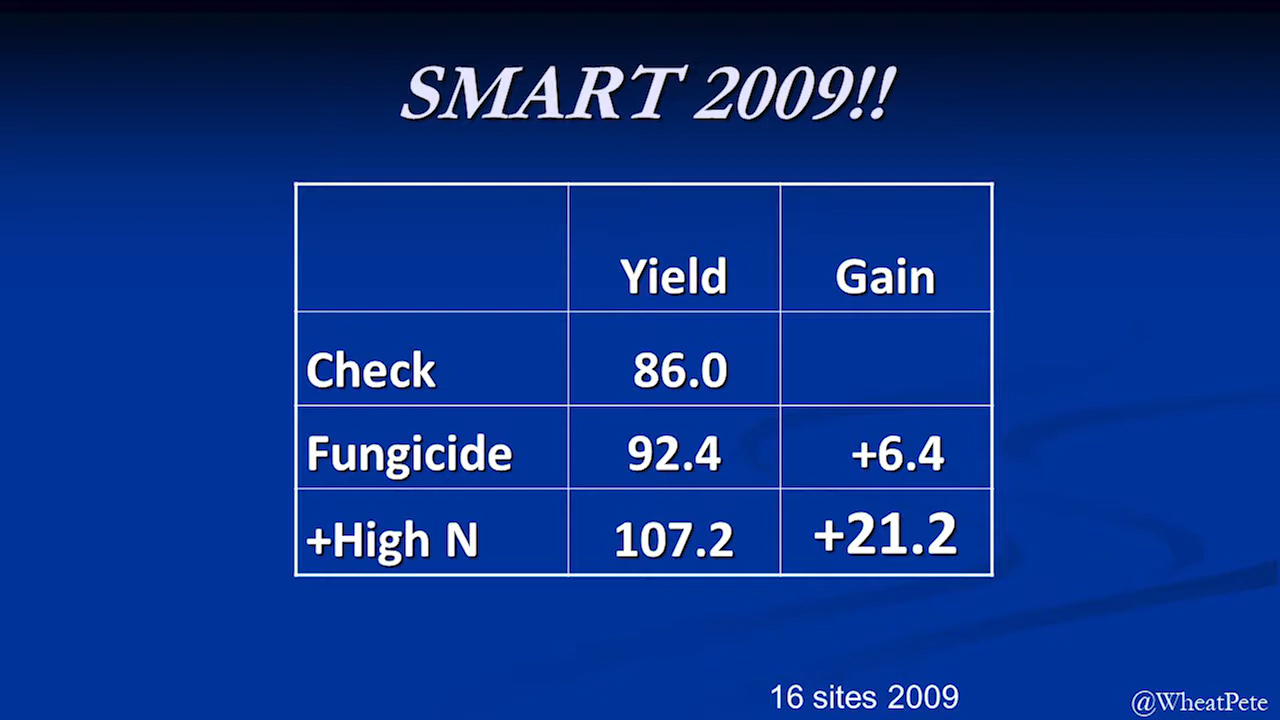 SMART 2009!!
Yield Gain
Check 86.0
Fungicide 92.4 +6.4
+High N 107.2 +21.2
16 sites 2009
@WheatPete